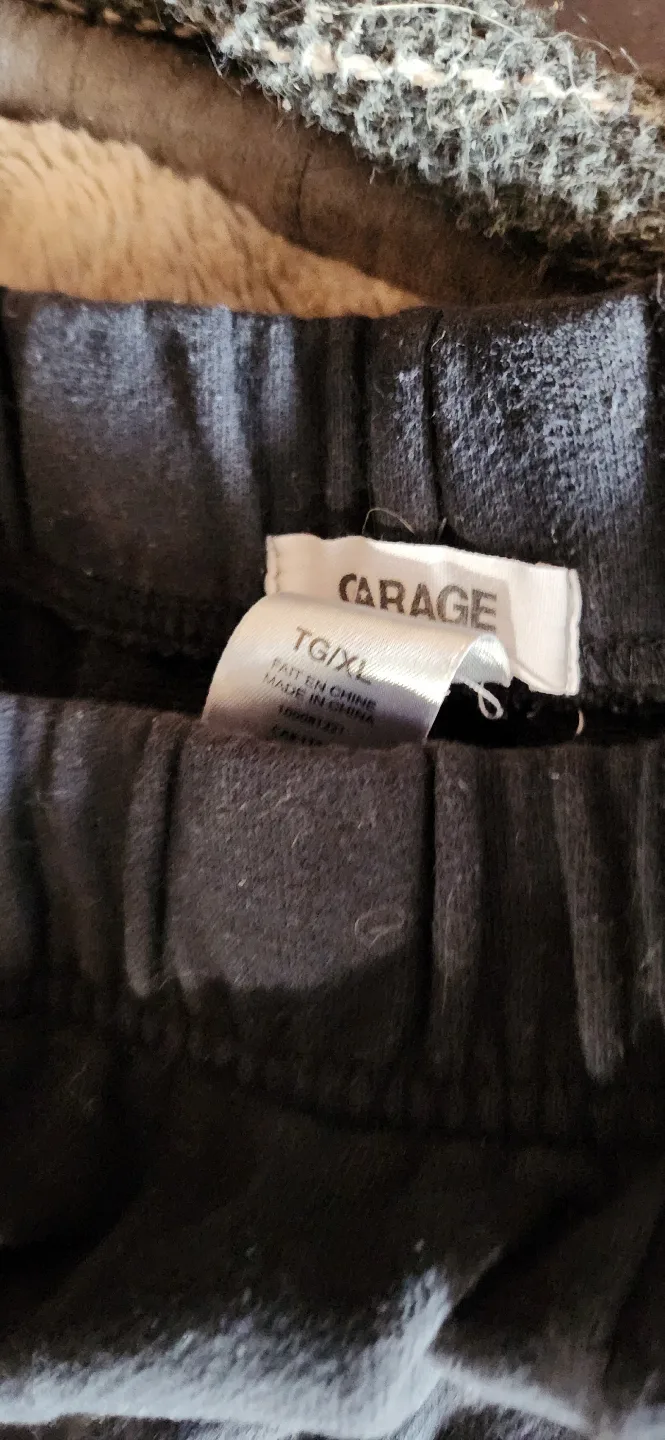 GARAGE
TG/XL
FAIT EN CHINE
MADE IN CHINA